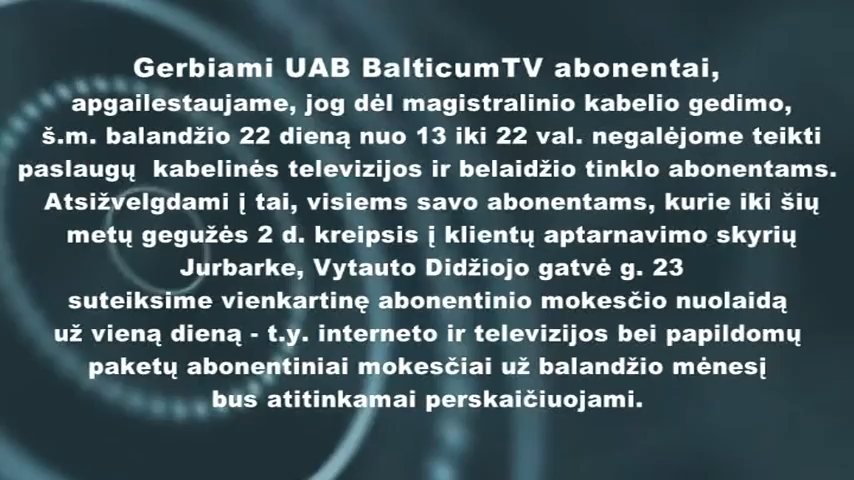 Gerbiami UAB BalticumTV abonentai,
apgailestaujame, jog dėl magistralinio kabelio gedimo,
š.m. balandžio 22 dieną nuo 13 iki 22 val. negalėjome teikti
paslaugų kabelinės televizijos ir belaidžio tinklo abonentams.
Atsižvelgdami į tai, visiems savo abonentams, kurie iki šių
metų gegužės 2 d. kreipsis į klientų aptarnavimo skyrių
Jurbarke, Vytauto Didžiojo gatvė g. 23
suteiksime vienkartinę abonentinio mokesčio nuolaidą
už vieną dieną - t.y. interneto ir televizijos bei papildomų
paketų abonentiniai mokesčiai už balandžio mėnesį
bus atitinkamai perskaičiuojami.